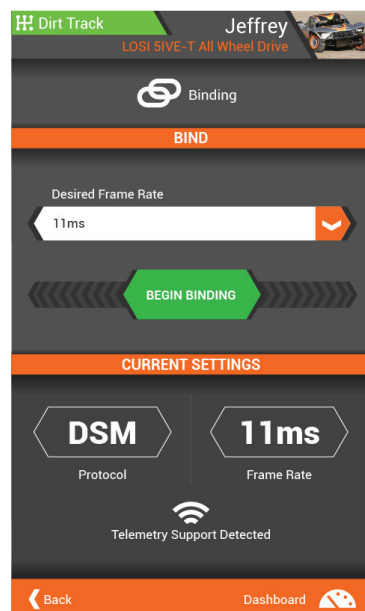 Dirt Track
Jeffrey
LOSI 5IVE-T All Wheel Drive
Binding
BIND
Desired Frame Rate
11ms
BEGIN BINDING
CURRENT SETTINGS
DSM
11ms
Protocol
Frame Rate
Telemetry Support Detected
Back
Dashboard